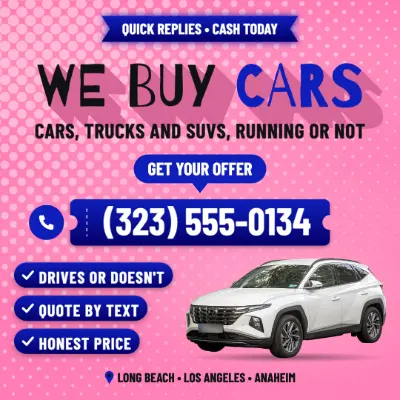 QUICK REPLIES • CASH TODAY
WE BUY CARS
CARS, TRUCKS AND SUVS, RUNNING OR NOT
GET YOUR OFFER
(323) 555-0134
DRIVES OR DOESN'T
QUOTE BY TEXT
HONEST PRICE
LONG BEACH • LOS ANGELES • ANAHEIM